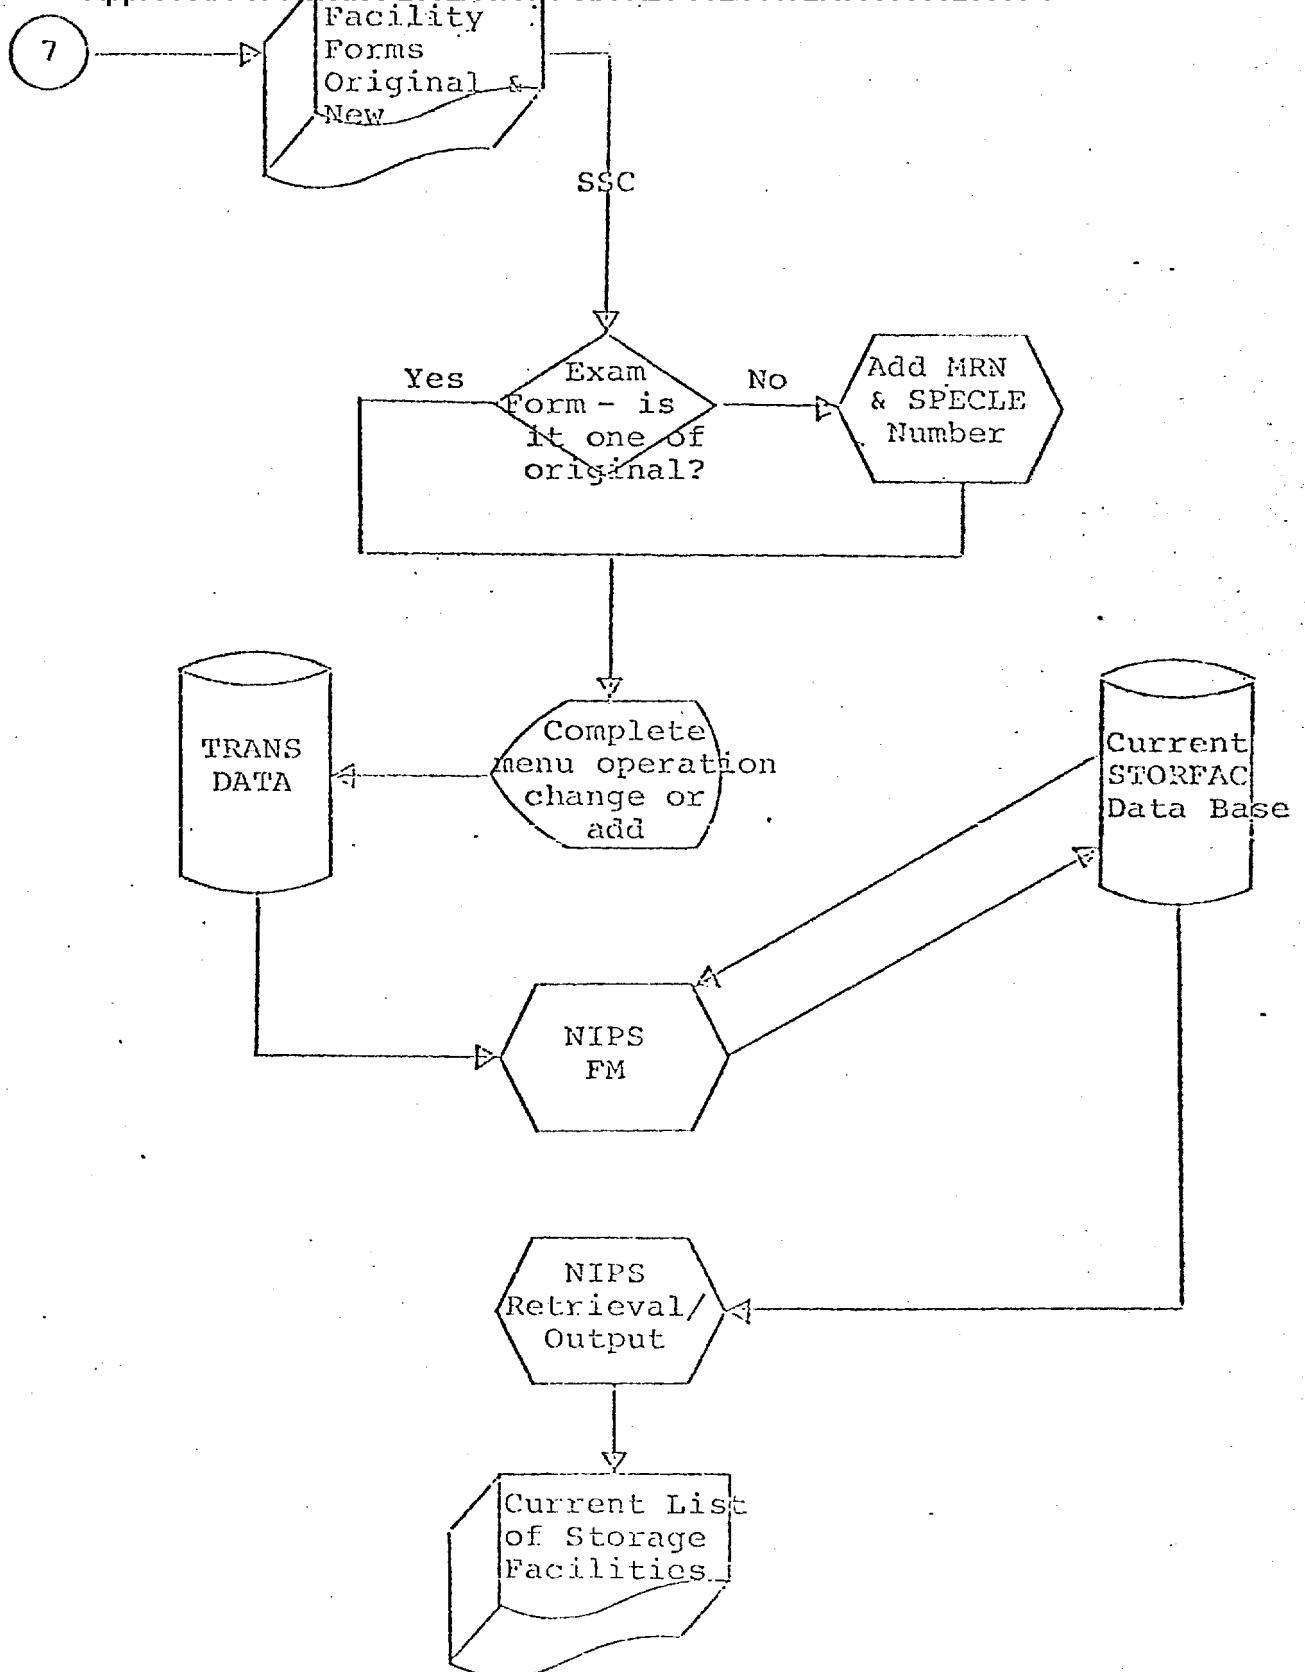 Facility
7
Forms
Original &
New
SSC
Yes
Exam
Form - is
it one of
original?
No
Add MRN
& SPECLE
Number
TRANS
DATA
Complete
menu operation
change or
add
Current
STORFAC
Data Base
NIPS
FM
NIPS
Retrieval/
Output
Current List
of Storage
Facilities